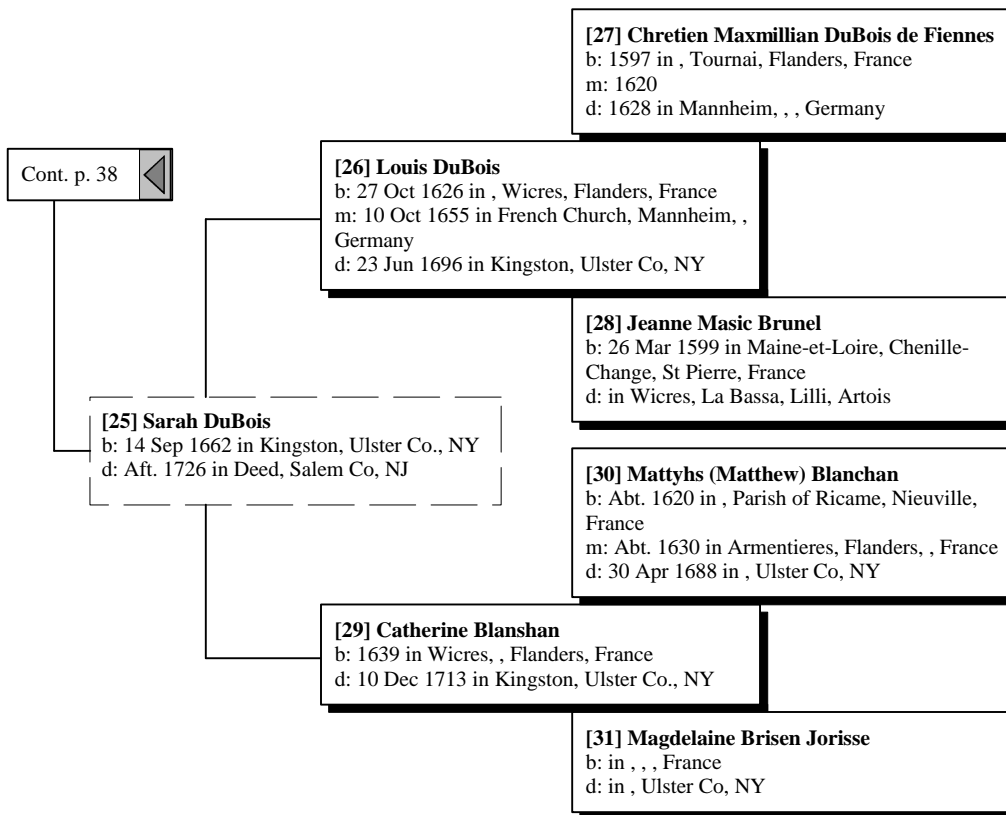 [27] Chretien Maxmillian DuBois de Fiennes
b: 1597 in , Tournai, Flanders, France
m: 1620
d: 1628 in Mannheim, , , Germany
Cont. p. 38
[26] Louis DuBois
b: 27 Oct 1626 in , Wicres, Flanders, France
m: 10 Oct 1655 in French Church, Mannheim, ,
Germany
d: 23 Jun 1696 in Kingston, Ulster Co, NY
[28] Jeanne Masic Brunel
b: 26 Mar 1599 in Maine-et-Loire, Chenille-
Change, St Pierre, France
d: in Wicres, La Bassa, Lilli, Artois
[25] Sarah DuBois
b: 14 Sep 1662 in Kingston, Ulster Co., NY
d: Aft. 1726 in Deed, Salem Co, NJ
[30] Mattyhs (Matthew) Blanchan
b: Abt. 1620 in , Parish of Ricame, Nieuville,
France
m: Abt. 1630 in Armentieres, Flanders, , France
d: 30 Apr 1688 in , Ulster Co, NY
[29] Catherine Blanshan
b: 1639 in Wicres, , Flanders, France
d: 10 Dec 1713 in Kingston, Ulster Co., NY
[31] Magdelaine Brisen Jorisse
b: in , , , France
d: in , Ulster Co, NY